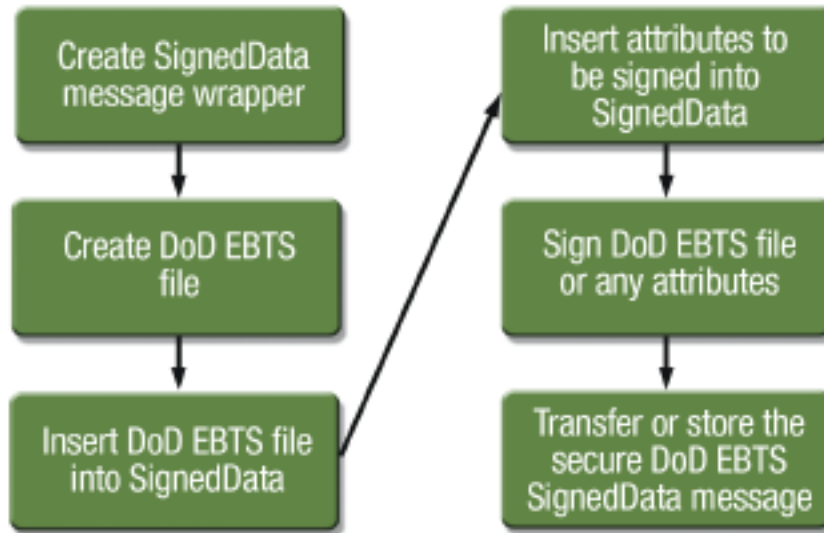 Create SignedData
message wrapper
Create DoD EBTS
file
Insert DoD EBTS file
into SignedData
Insert attributes to
be signed into
SignedData
Sign DoD EBTS file
or any attributes
Transfer or store the
secure DoD EBTS
SignedData message